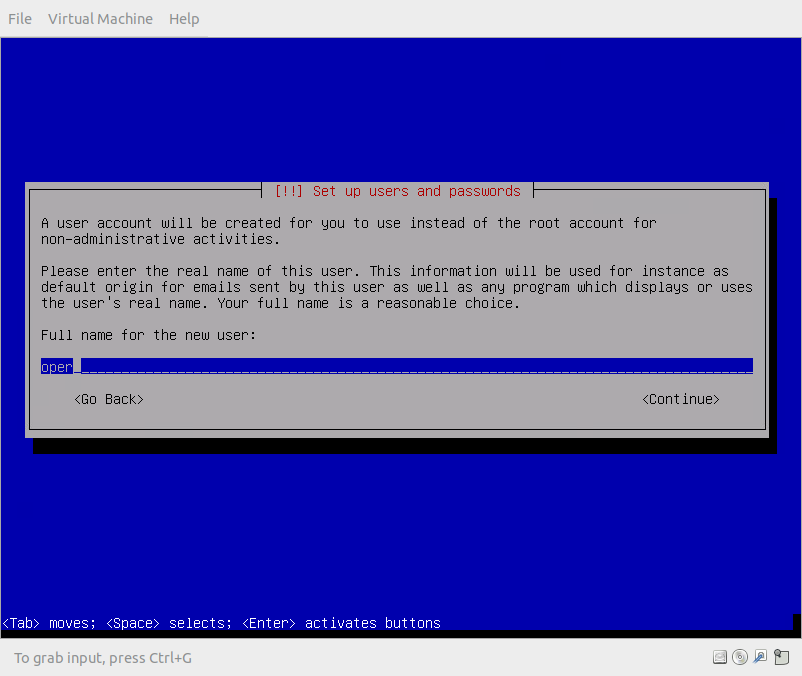 File Virtual Machine Help
[!!] Set up users and passwords
A user account will be created for you to use instead of the root account for
non-administrative activities.
Please enter the real name of this user. This information will be used for instance as
default origin for emails sent by this user as well as any program which displays or uses
the user's real name. Your full name is a reasonable choice.
Full name for the new user:
oper
<Go Back> <Continue>
<Tab> moves; <Space> selects; <Enter> activates buttons
To grab input, press Ctrl+G